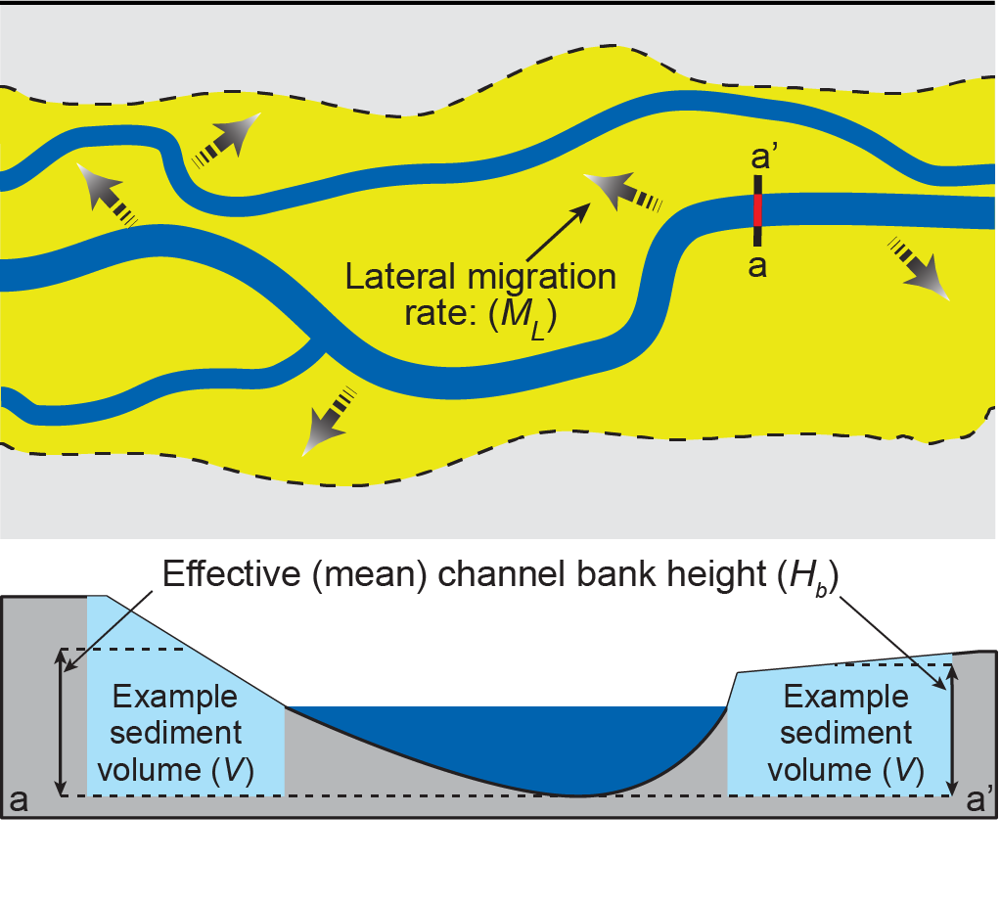 a’
a
Lateral migration
rate: (M_L)
Effective (mean) channel bank height (H_b)
Example
sediment
volume (V)
Example
sediment
volume (V)
a
a’